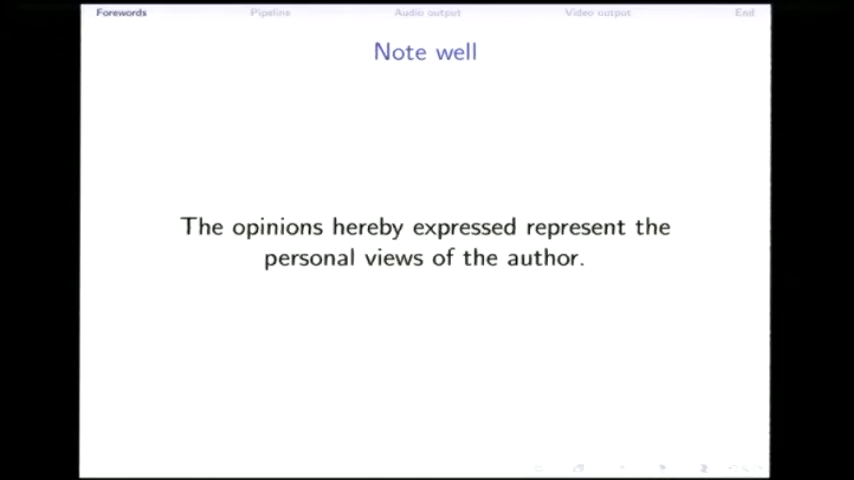 Forewords Pipeline Audio output Video output End
Note well
The opinions hereby expressed represent the
personal views of the author.